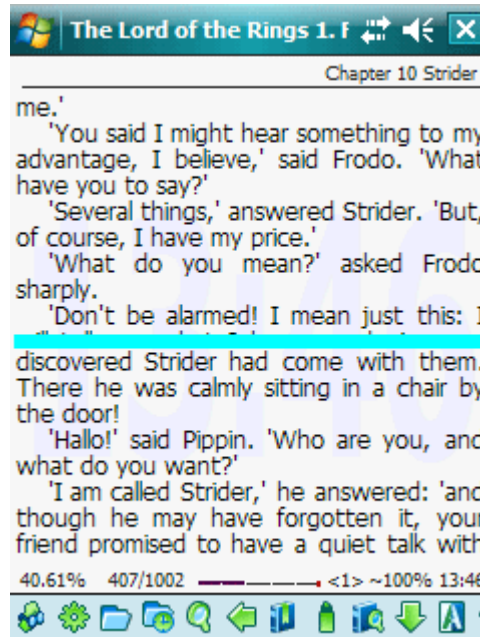 The Lord of the Rings 1. F
Chapter 10 Strider
me.'
'You said I might hear something to my
advantage, I believe,' said Frodo. 'What
have you to say?'
'Several things,' answered Strider. 'But,
of course, I have my price.'
'What do you mean?' asked Frodo
sharply.
'Don't be alarmed! I mean just this: I
discovered Strider had come with them.
There he was calmly sitting in a chair by
the door!
'Hallo!' said Pippin. 'Who are you, and
what do you want?'
'I am called Strider,' he answered: 'and
though he may have forgotten it, your
friend promised to have a quiet talk with
40.61% 407/1002 <1> ~100% 13:46